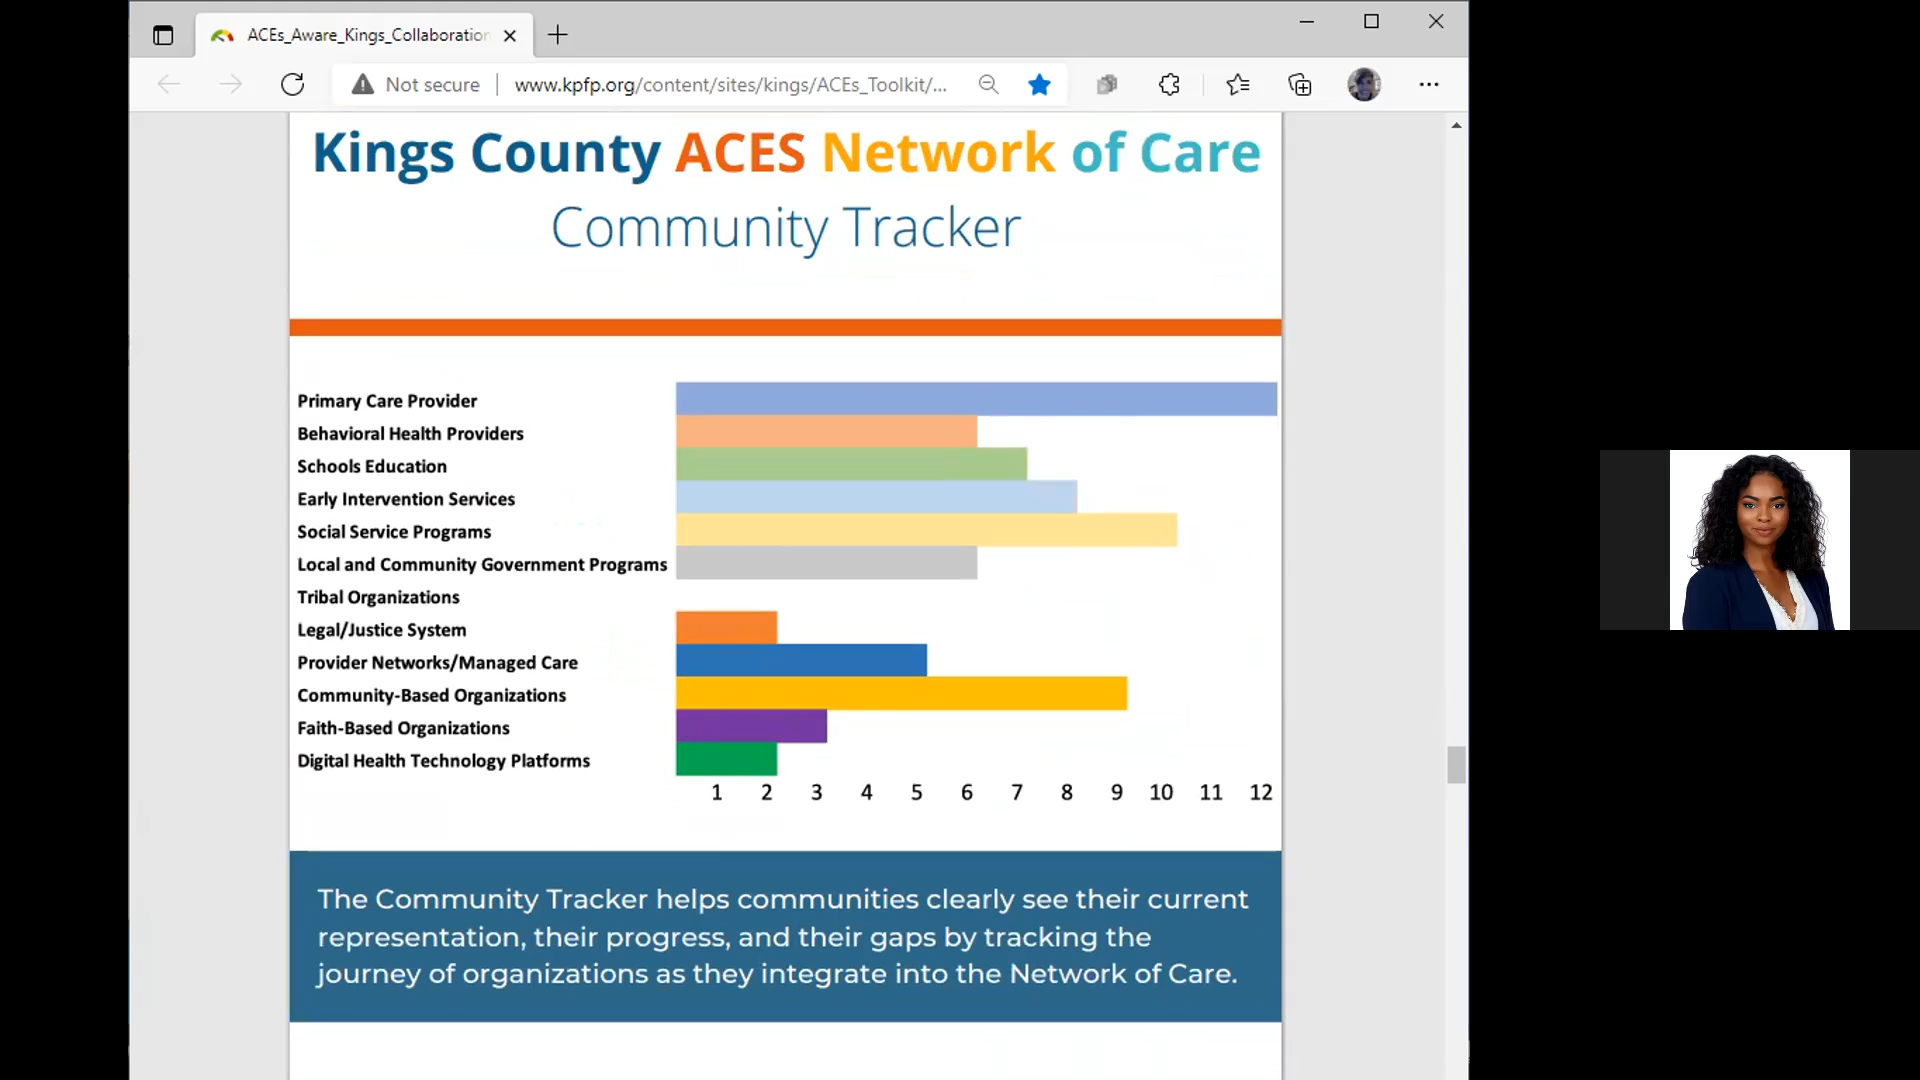 ACEs_Aware_Kings_Collaboration
Not secure
www.kpfp.org/content/sites/kings/ACEs_Toolkit/...
Kings County ACES Network of Care
Community Tracker
Primary Care Provider
Behavioral Health Providers
Schools Education
Early Intervention Services
Social Service Programs
Local and Community Government Programs
Tribal Organizations
Legal/Justice System
Provider Networks/Managed Care
Community-Based Organizations
Faith-Based Organizations
Digital Health Technology Platforms
1 2 3 4 5 6 7 8 9 10 11 12
The Community Tracker helps communities clearly see their current
representation, their progress, and their gaps by tracking the
journey of organizations as they integrate into the Network of Care.